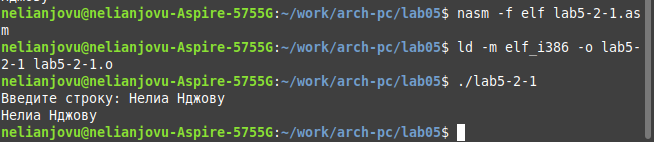 nelianjovu@nelianjovu-Aspire-5755G:~/work/arch-pc/lab05$ nasm -f elf lab5-2-1.as
m
nelianjovu@nelianjovu-Aspire-5755G:~/work/arch-pc/lab05$ ld -m elf_i386 -o lab5-
2-1 lab5-2-1.o
nelianjovu@nelianjovu-Aspire-5755G:~/work/arch-pc/lab05$ ./lab5-2-1
Введите строку: Нелиа Нджову
Нелиа Нджову
nelianjovu@nelianjovu-Aspire-5755G:~/work/arch-pc/lab05$